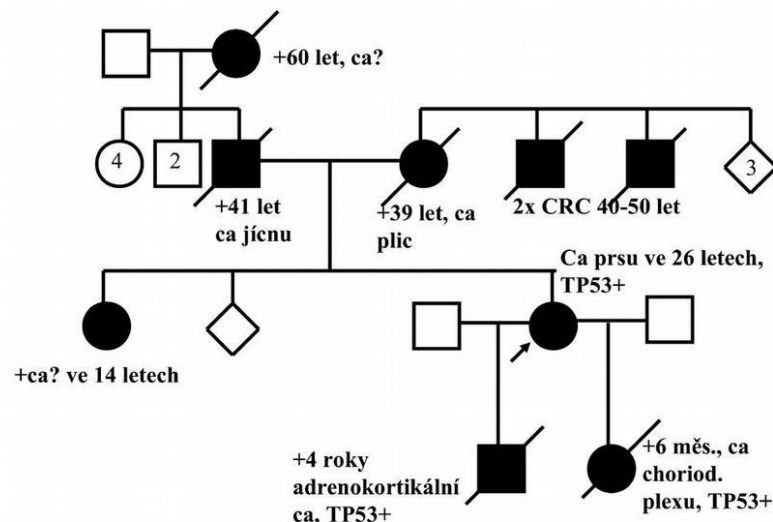 +60 let, ca?
4
2
3
+41 let
ca jícnu
+39 let, ca
plic
2x CRC 40-50 let
Ca prsu ve 26 letech,
TP53+
+ca? ve 14 letech
+4 roky
adrenokortikální
ca, TP53+
+6 měs., ca
choriod.
plexu, TP53+